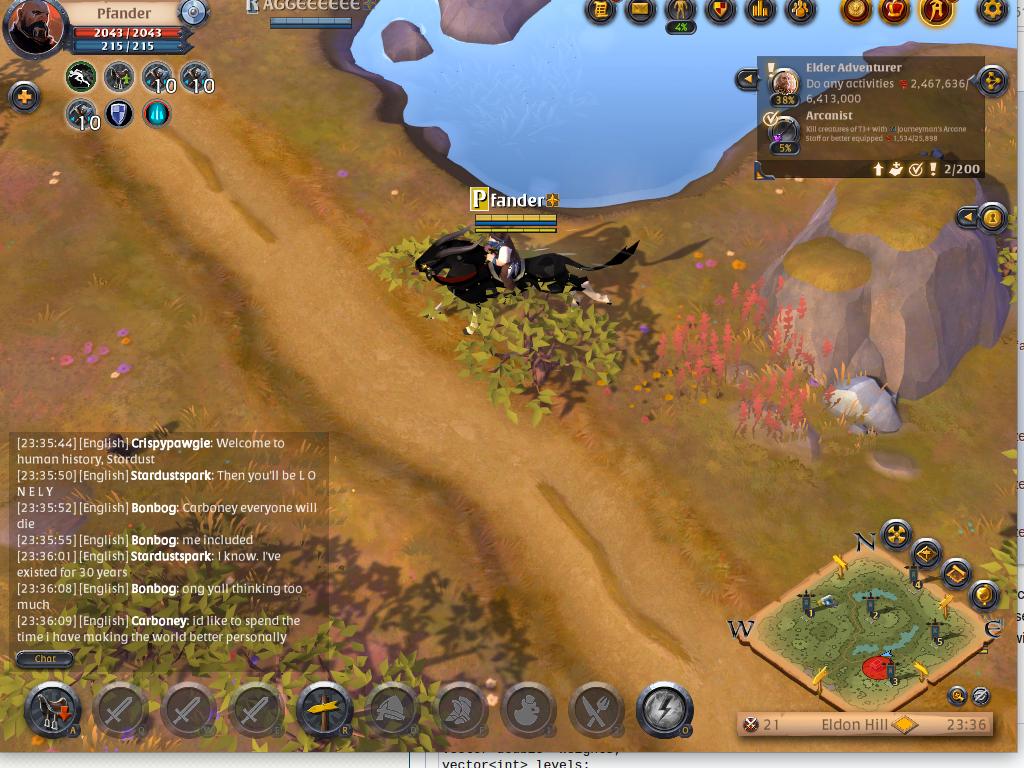 Pfander
2043/2043
215/215
10
10
10
R AGGEEEEEE
4%
Elder Adventurer
Do any activities 2,467,636/
6,413,000
38%
Arcanist
Kill creatures of T3+ with Journeyman's Arcane
Staff or better equipped 1,534/25,898
5%
2/200
Pfander
[23:35:44][English] Crispypawgie: Welcome to
human history, Stardust
[23:35:50][English] Stardustspark: Then you'll be L O
N E L Y
[23:35:52][English] Bonbog: Carboney everyone will
die
[23:35:55][English] Bonbog: me included
[23:36:01][English] Stardustspark: I know. I've
existed for 30 years
[23:36:08][English] Bonbog: ong yall thinking too
much
[23:36:09][English] Carboney: id like to spend the
time i have making the world better personally
Chat
N
W
E
1
2
4
5
3
A
R
21
Eldon Hill
23:36
vector<int> levels;